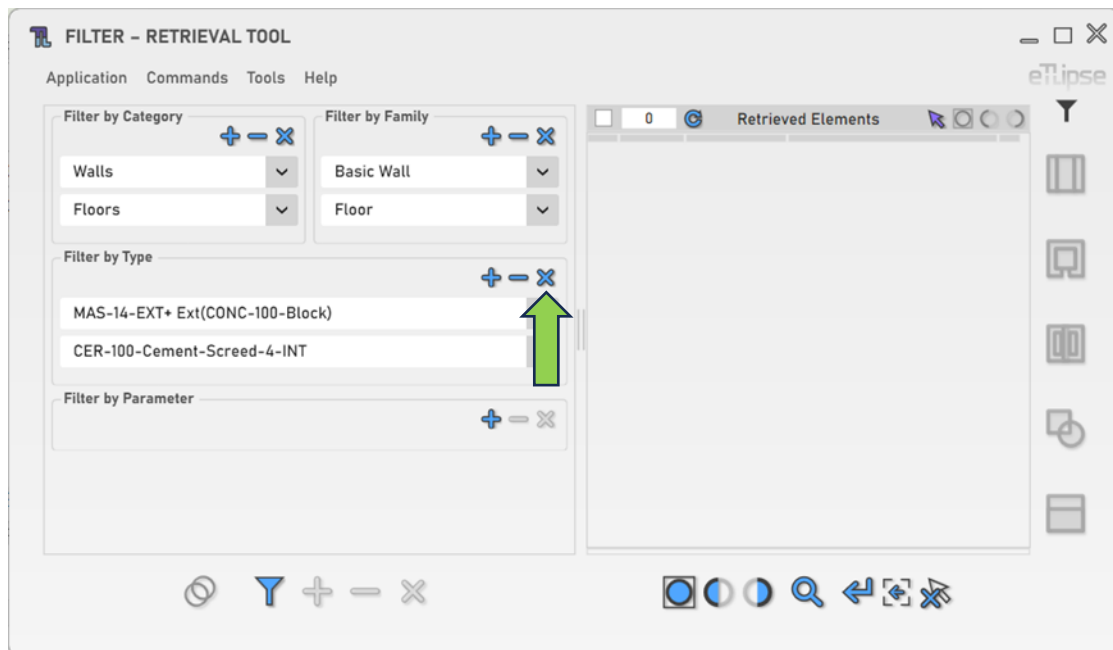 FILTER – RETRIEVAL TOOL
eTLipse
Application Commands Tools Help
Filter by Category
Walls
Floors
Filter by Family
Basic Wall
Floor
Filter by Type
MAS-14-EXT+ Ext(CONC-100-Block)
CER-100-Cement-Screed-4-INT
Filter by Parameter
0 Retrieved Elements